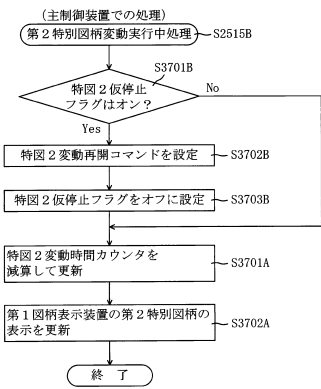 (主制御装置での処理)
第２特別図柄変動実行中処理
S2515B
S3701B
特図２仮停止
フラグはオン？
No
Yes
特図２変動再開コマンドを設定
S3702B
特図２仮停止フラグをオフに設定
S3703B
特図２変動時間カウンタを
減算して更新
S3701A
第１図柄表示装置の第２特別図柄の
表示を更新
S3702A
終 了